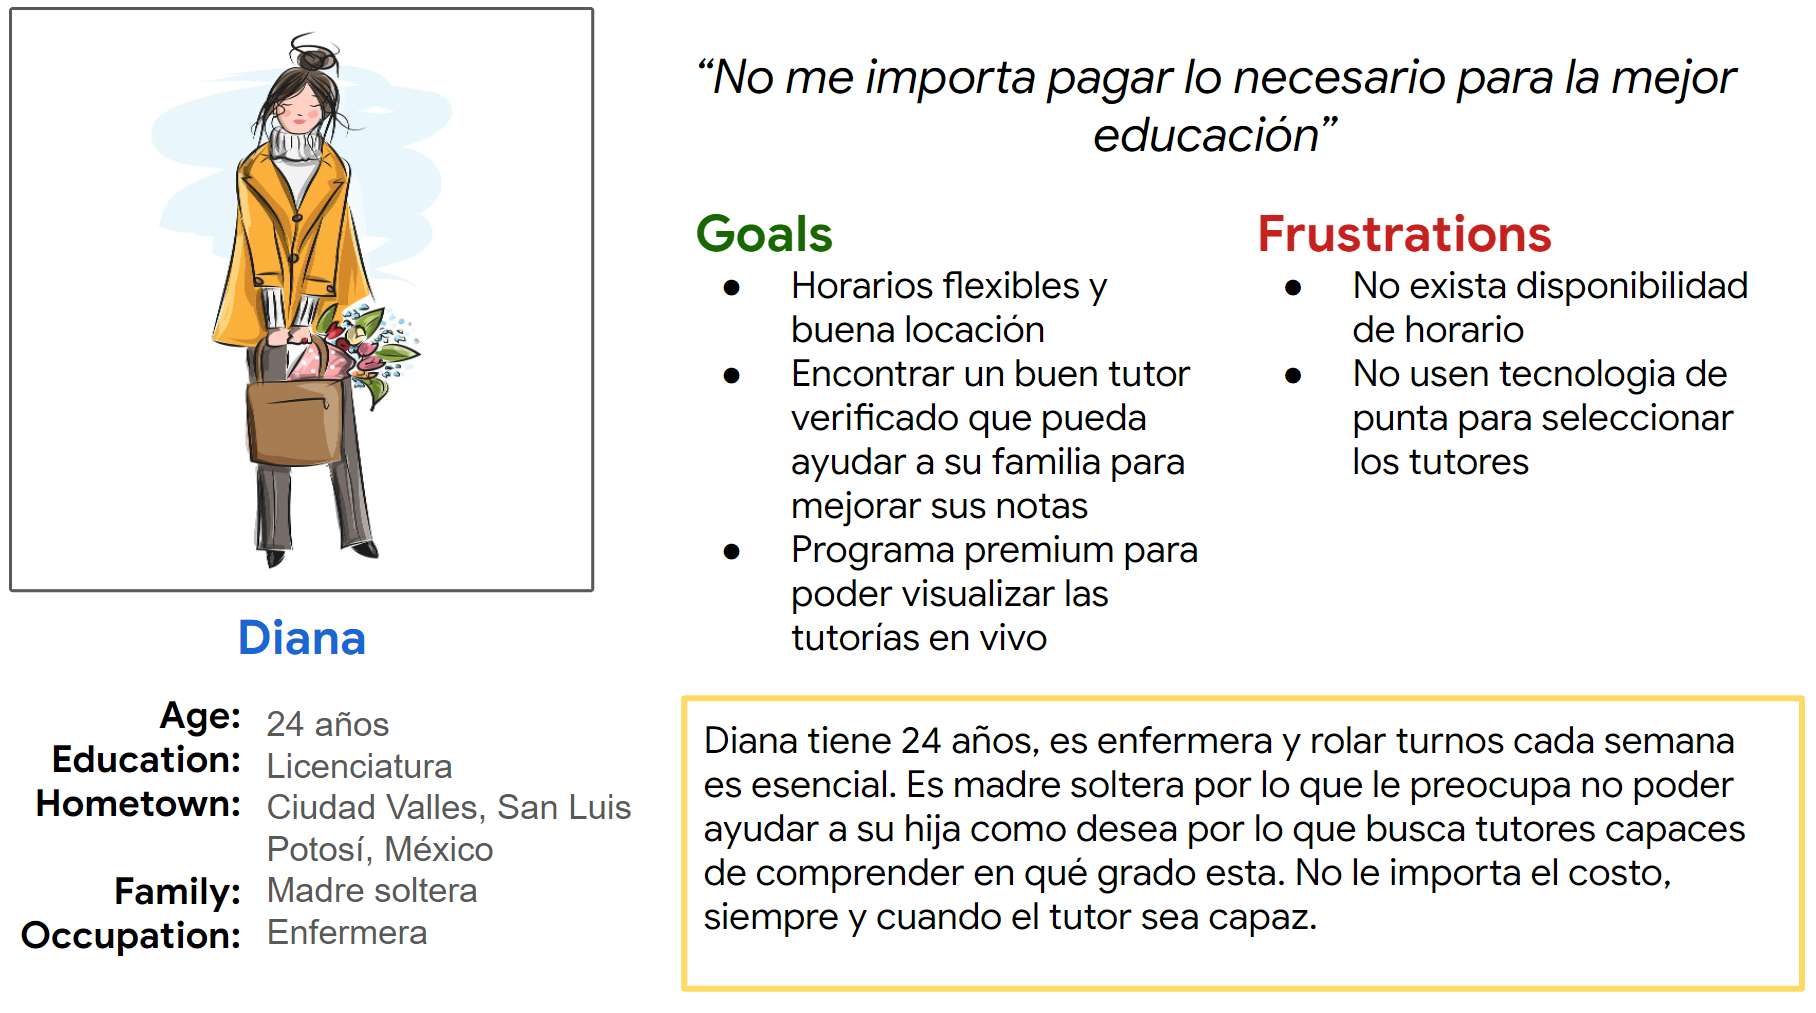 “No me importa pagar lo necesario para la mejor
educación”
Goals
● Horarios flexibles y
buena locación
● Encontrar un buen tutor
verificado que pueda
ayudar a su familia para
mejorar sus notas
● Programa premium para
poder visualizar las
tutorías en vivo
Frustrations
● No exista disponibilidad
de horario
● No usen tecnologia de
punta para seleccionar
los tutores
Diana
Age: 24 años
Education: Licenciatura
Hometown: Ciudad Valles, San Luis
Potosí, México
Family: Madre soltera
Occupation: Enfermera
Diana tiene 24 años, es enfermera y rolar turnos cada semana
es esencial. Es madre soltera por lo que le preocupa no poder
ayudar a su hija como desea por lo que busca tutores capaces
de comprender en qué grado esta. No le importa el costo,
siempre y cuando el tutor sea capaz.